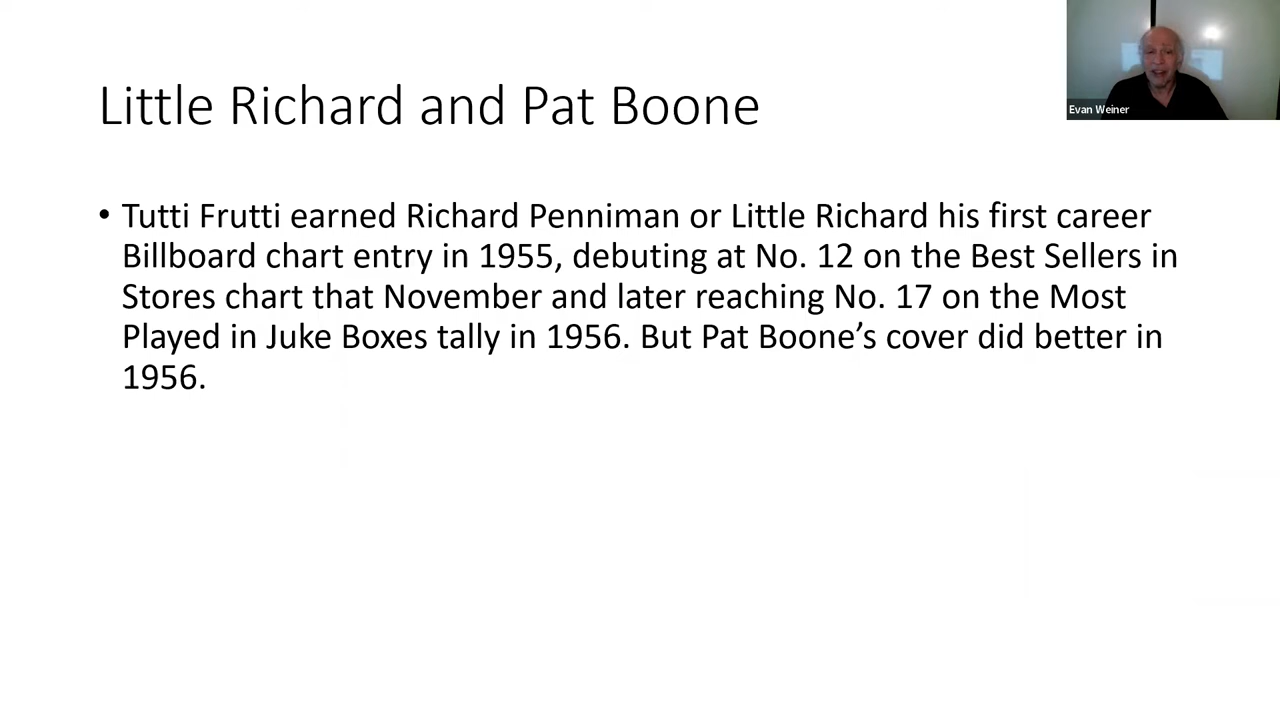 Little Richard and Pat Boone
Evan Weiner
• Tutti Frutti earned Richard Penniman or Little Richard his first career
Billboard chart entry in 1955, debuting at No. 12 on the Best Sellers in
Stores chart that November and later reaching No. 17 on the Most
Played in Juke Boxes tally in 1956. But Pat Boone’s cover did better in
1956.